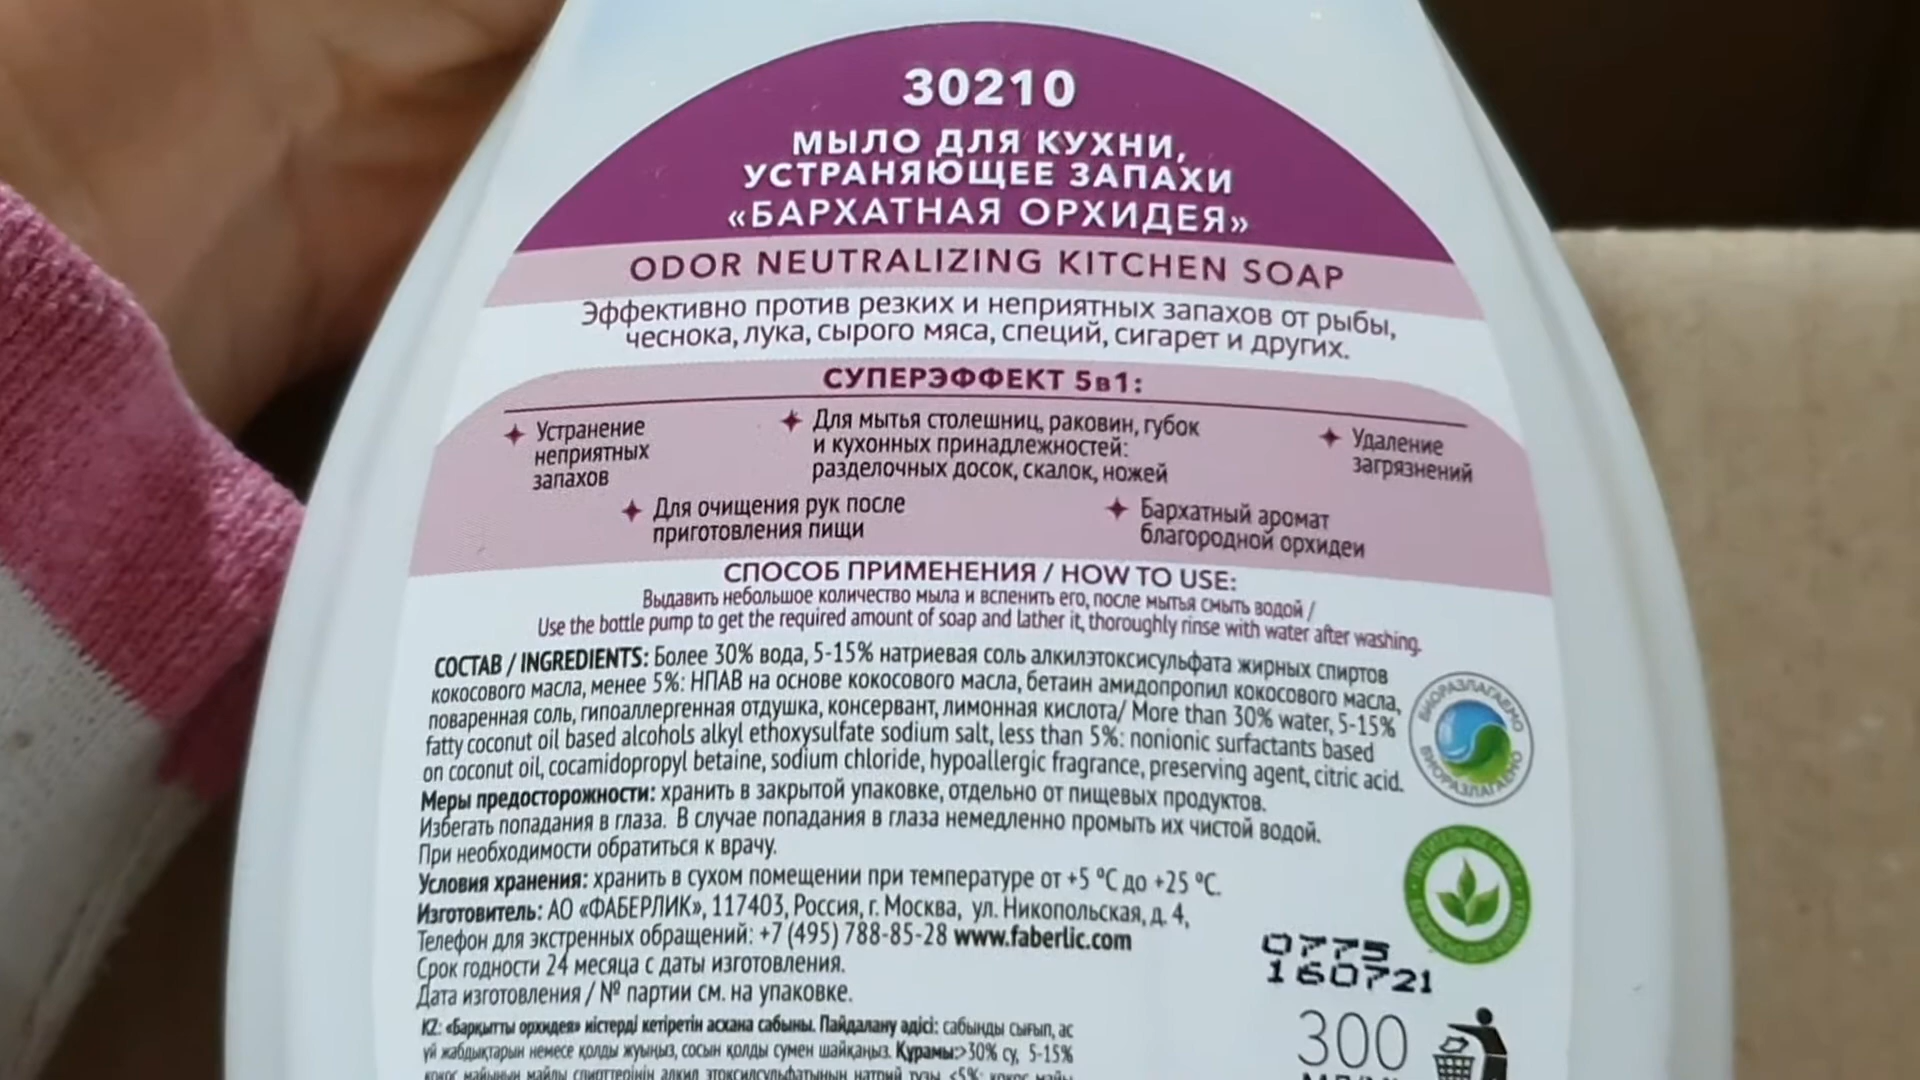 30210
МЫЛО ДЛЯ КУХНИ,
УСТРАНЯЮЩЕЕ ЗАПАХИ
«БАРХАТНАЯ ОРХИДЕЯ»
ODOR NEUTRALIZING KITCHEN SOAP
Эффективно против резких и неприятных запахов от рыбы,
чеснока, лука, сырого мяса, специй, сигарет и других.
СУПЕРЭФФЕКТ 5в1:
Устранение
неприятных
запахов
Для мытья столешниц, раковин, губок
и кухонных принадлежностей:
разделочных досок, скалок, ножей
Удаление
загрязнений
Для очищения рук после
приготовления пищи
Бархатный аромат
благородной орхидеи
СПОСОБ ПРИМЕНЕНИЯ / HOW TO USE:
Выдавить небольшое количество мыла и вспенить его, после мытья смыть водой /
Use the bottle pump to get the required amount of soap and lather it, thoroughly rinse with water after washing.
СОСТАВ / INGREDIENTS: Более 30% вода, 5-15% натриевая соль алкилэтоксисульфата жирных спиртов
кокосового масла, менее 5%: НПАВ на основе кокосового масла, бетаин амидопропил кокосового масла,
поваренная соль, гипоаллергенная отдушка, консервант, лимонная кислота/ More than 30% water, 5-15%
fatty coconut oil based alcohols alkyl ethoxysulfate sodium salt, less than 5%: nonionic surfactants based
on coconut oil, cocamidopropyl betaine, sodium chloride, hypoallergic fragrance, preserving agent, citric acid.
Меры предосторожности: хранить в закрытой упаковке, отдельно от пищевых продуктов.
Избегать попадания в глаза. В случае попадания в глаза немедленно промыть их чистой водой.
При необходимости обратиться к врачу.
Условия хранения: хранить в сухом помещении при температуре от +5 °С до +25 °С.
Изготовитель: АО «ФАБЕРЛИК», 117403, Россия, г. Москва, ул. Никопольская, д. 4,
Телефон для экстренных обращений: +7 (495) 788-85-28 www.faberlic.com
Срок годности 24 месяца с даты изготовления.
Дата изготовления / № партии см. на упаковке.
KZ: «Барқытты орхидея» иістерді кетіретін асхана сабыны. Пайдалану әдісі: сабынды сығып, ас
үй жабдықтарын немесе қолды жуыңыз, сосын қолды сумен шайқаңыз. Құрамы:>30% су, 5-15%
БИОРАЗЛАГАЕМО
БИОРАЗЛАГАЕМО
0775
160721
300